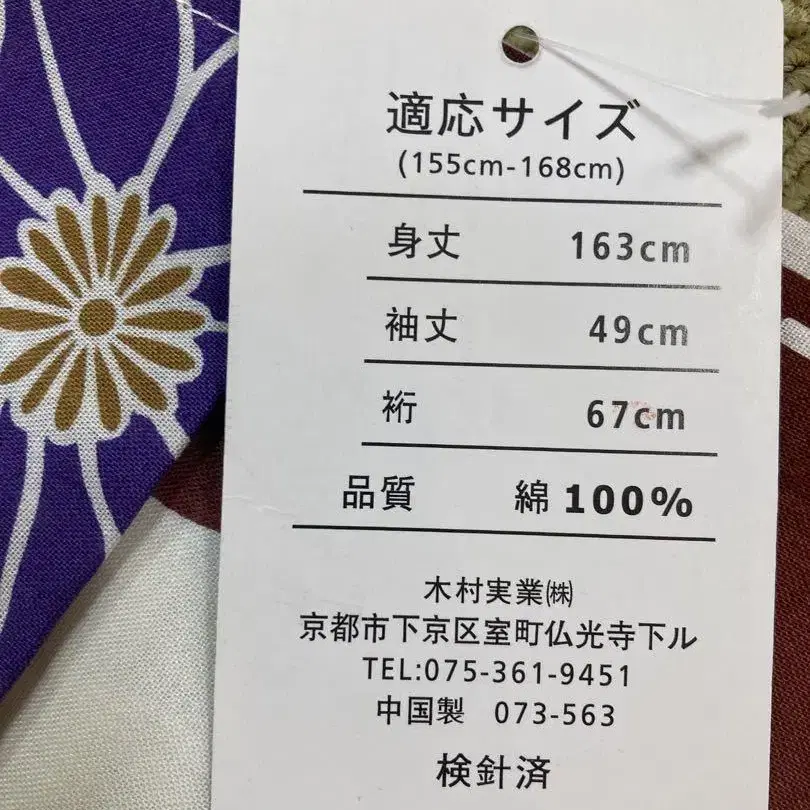 適応サイズ
(155cm-168cm)
身丈 163cm
袖丈 49cm
裄 67cm
品質 綿 100%
木村実業㈱
京都市下京区室町仏光寺下ル
TEL:075-361-9451
中国製 073-563
検針済